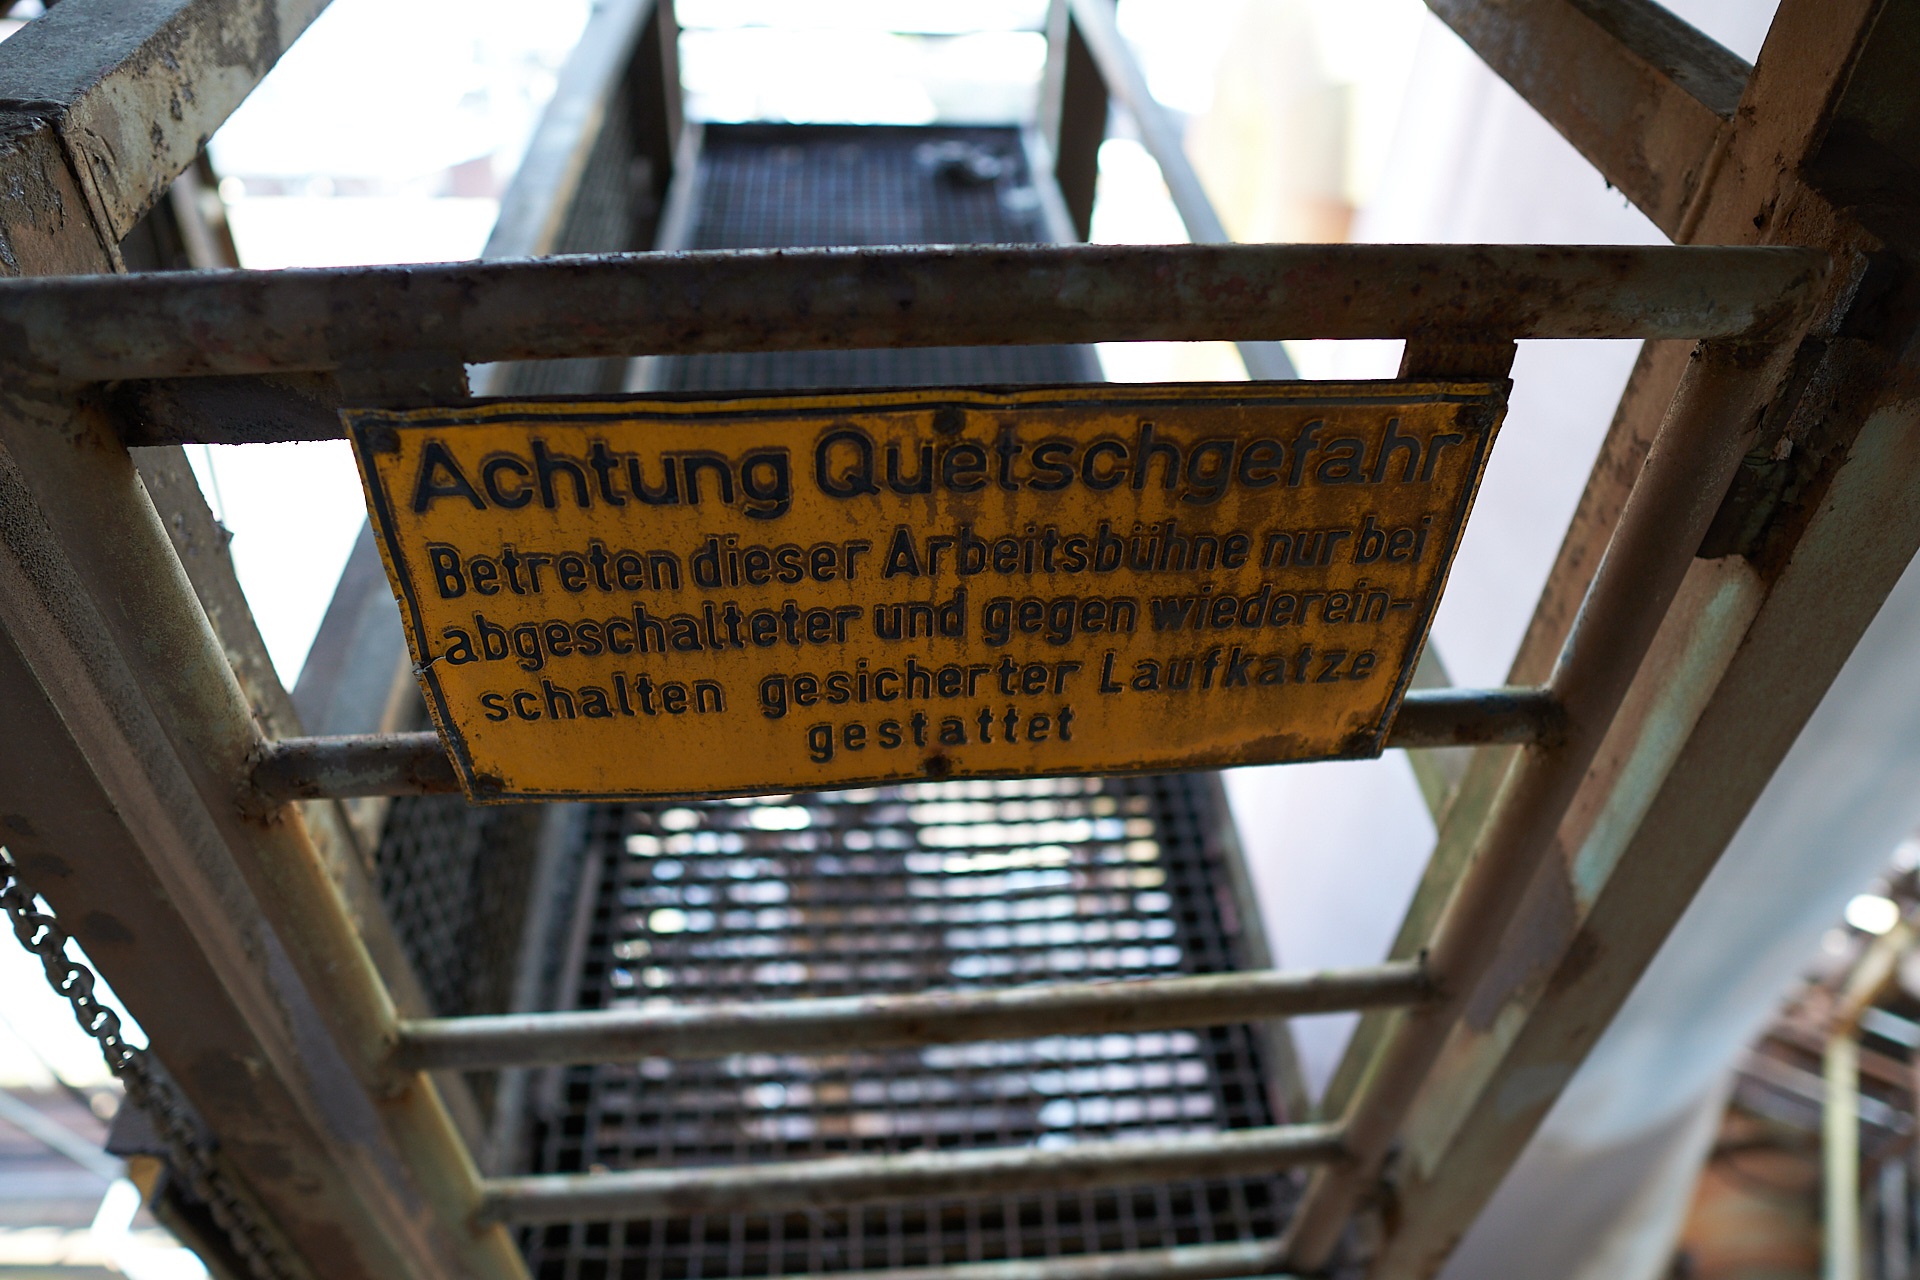 Achtung Quetschgefahr
Betreten dieser Arbeitsbühne nur bei
abgeschalteter und gegen wiederein-
schalten gesicherter Laufkatze
gestattet